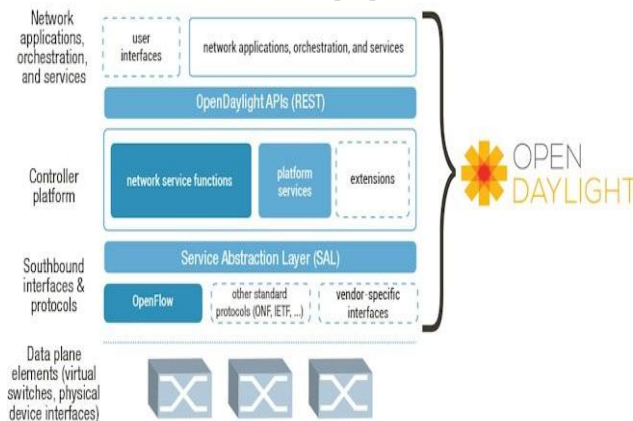 Network
applications,
orchestration,
and services
user
interfaces
network applications, orchestration, and services
OpenDaylight APIs (REST)
Controller
platform
network service functions
platform
services
extensions
Service Abstraction Layer (SAL)
Southbound
interfaces &
protocols
OpenFlow
other standard
protocols (ONF, IETF, ...)
vendor-specific
interfaces
Data plane
elements (virtual
switches, physical
device interfaces)
OPEN
DAYLIGHT